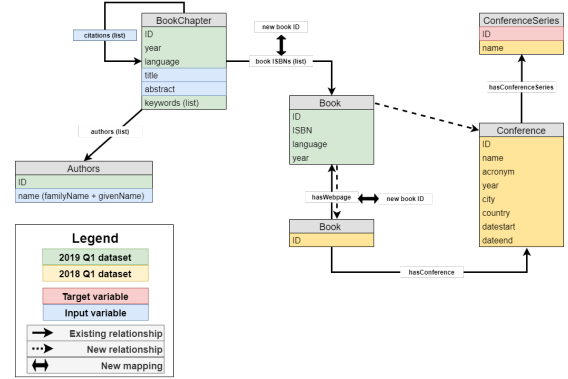 BookChapter
ID
year
language
title
abstract
keywords (list)
citations (list)
new book ID
book ISBNs (list)
authors (list)
Authors
ID
name (familyName + givenName)
Book
ID
ISBN
language
year
hasWebpage
new book ID
Book
ID
hasConference
ConferenceSeries
ID
name
hasConferenceSeries
Conference
ID
name
acronym
year
city
country
datestart
dateend
Legend
2019 Q1 dataset
2018 Q1 dataset
Target variable
Input variable
Existing relationship
New relationship
New mapping